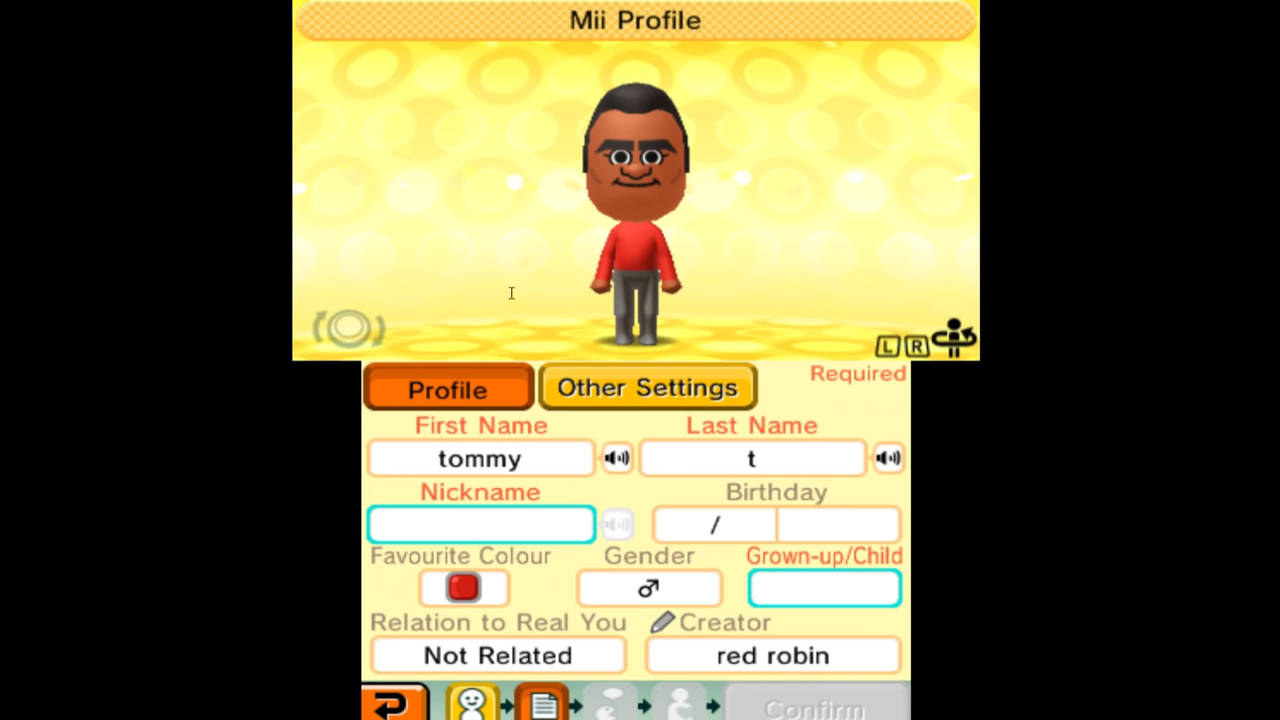 Mii Profile
L R
Required
Profile Other Settings
First Name Last Name
tommy t
Nickname Birthday
/
Favourite Colour Gender Grown-up/Child
♂
Relation to Real You Creator
Not Related red robin
Confirm